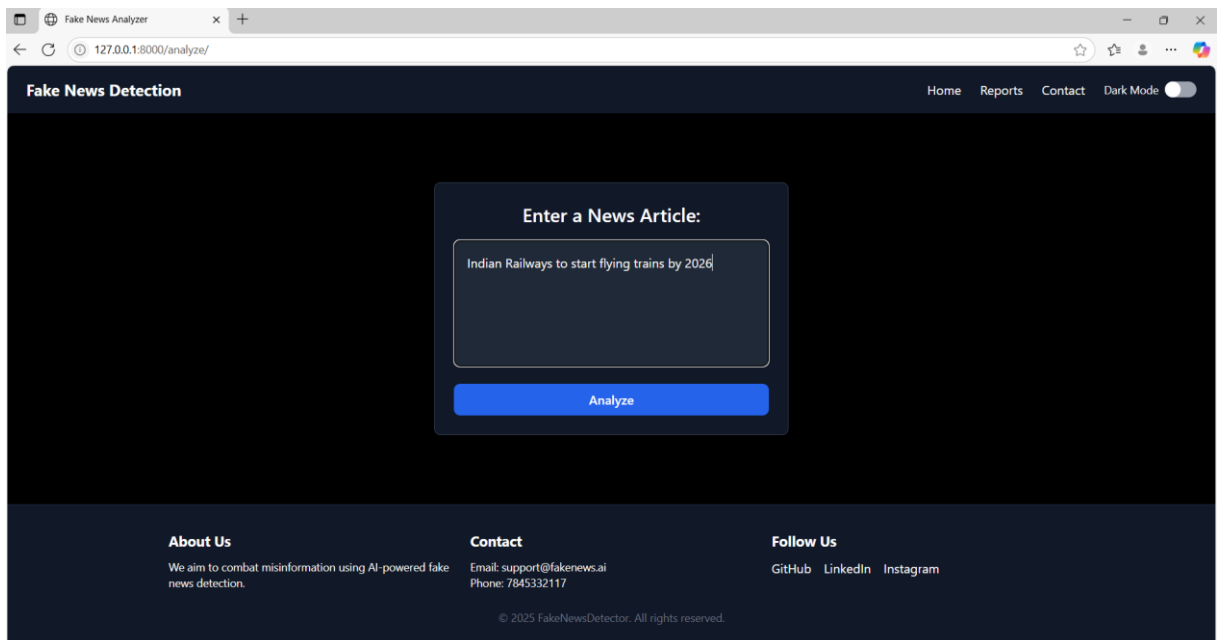 Fake News Analyzer
127.0.0.1:8000/analyze/
Fake News Detection
Home Reports Contact Dark Mode
Enter a News Article:
Indian Railways to start flying trains by 2026
Analyze
About Us
We aim to combat misinformation using AI-powered fake
news detection.
Contact
Email: support@fakenews.ai
Phone: 7845332117
Follow Us
GitHub LinkedIn Instagram
© 2025 FakeNewsDetector. All rights reserved.